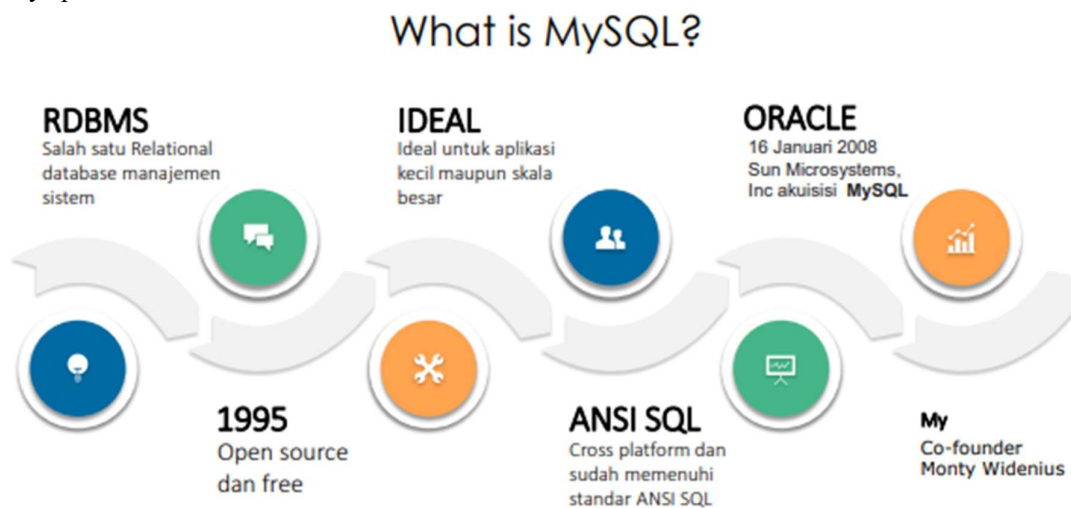 What is MySQL?
RDBMS
Salah satu Relational
database manajemen
sistem
1995
Open source
dan free
IDEAL
Ideal untuk aplikasi
kecil maupun skala
besar
ANSI SQL
Cross platform dan
sudah memenuhi
standar ANSI SQL
ORACLE
16 Januari 2008
Sun Microsystems,
Inc akuisisi MySQL
My
Co-founder
Monty Widenius